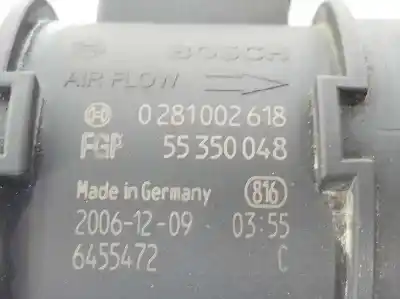 BOSCH
AIR FLOW
0 281 002 618
FGP 55 350 048
Made in Germany 816
2006-12-09 03:55
6455472 C